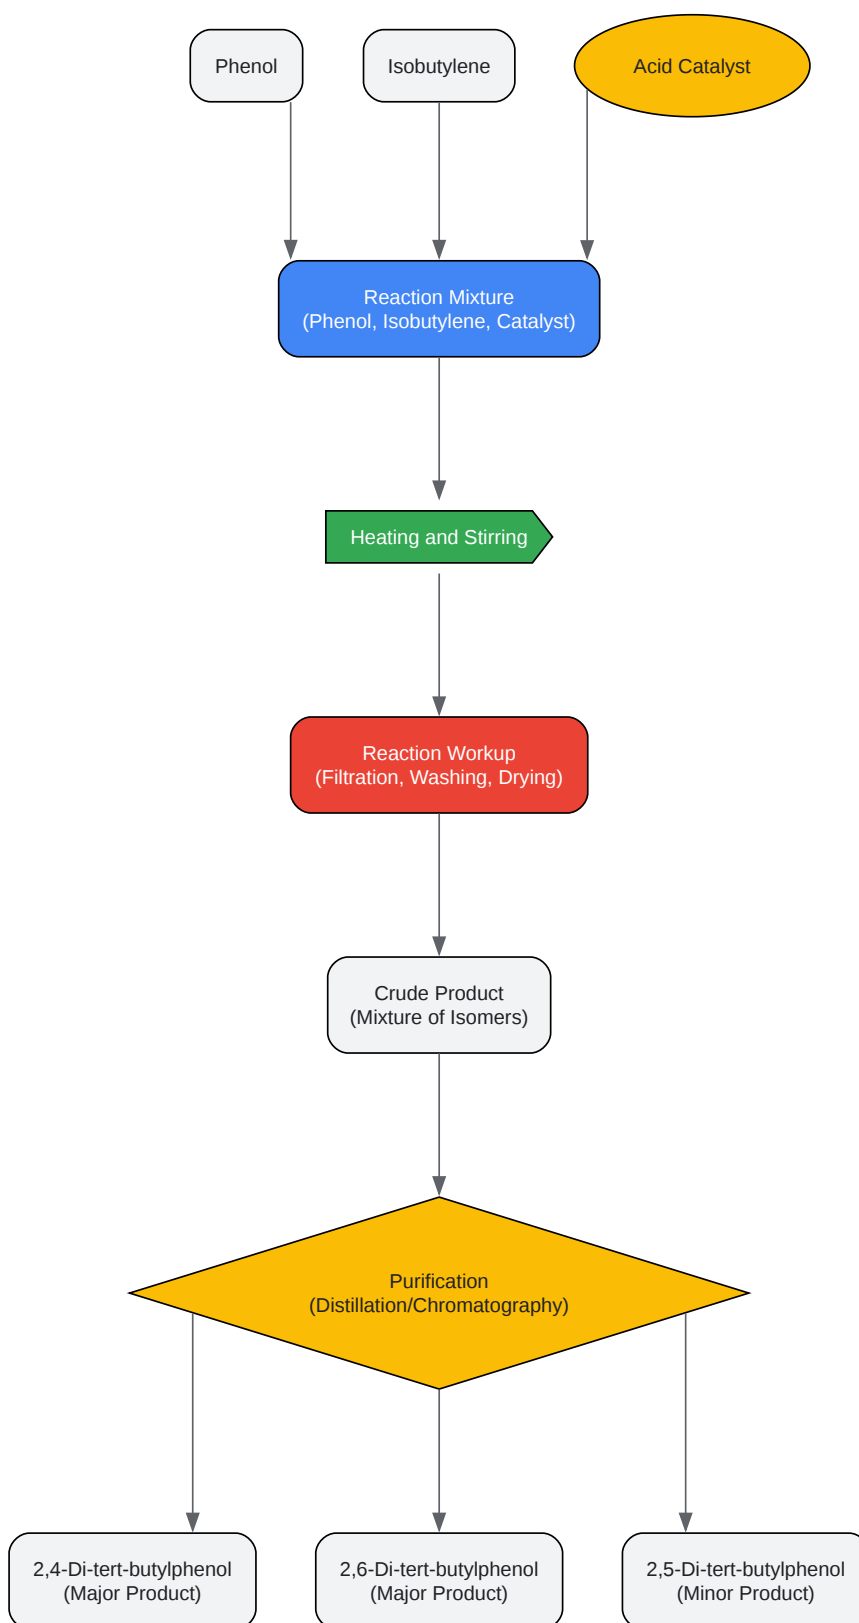 Phenol
Isobutylene
Acid Catalyst
Reaction Mixture
(Phenol, Isobutylene, Catalyst)
Heating and Stirring
Reaction Workup
(Filtration, Washing, Drying)
Crude Product
(Mixture of Isomers)
Purification
(Distillation/Chromatography)
2,4-Di-tert-butylphenol
(Major Product)
2,6-Di-tert-butylphenol
(Major Product)
2,5-Di-tert-butylphenol
(Minor Product)